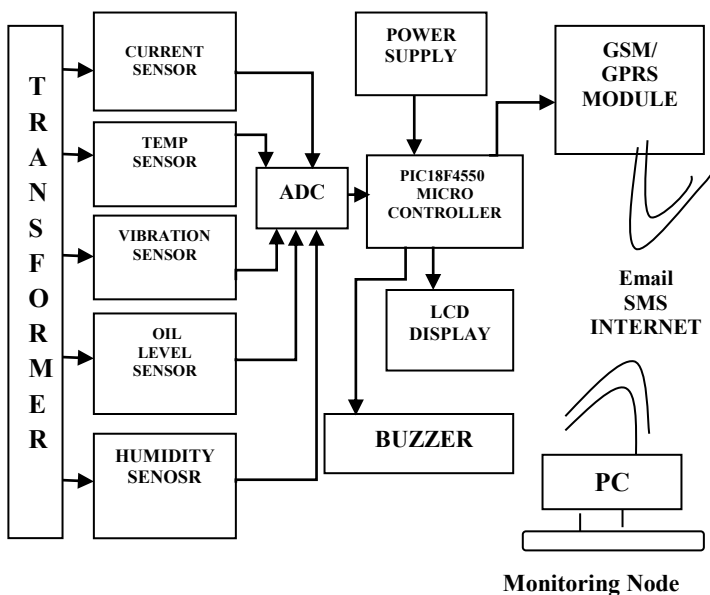 TRANSFORMER
CURRENT
SENSOR
TEMP
SENSOR
VIBRATION
SENSOR
OIL
LEVEL
SENSOR
HUMIDITY
SENOSR
ADC
POWER
SUPPLY
PIC18F4550
MICRO
CONTROLLER
LCD
DISPLAY
BUZZER
GSM/
GPRS
MODULE
Email
SMS
INTERNET
PC
Monitoring Node